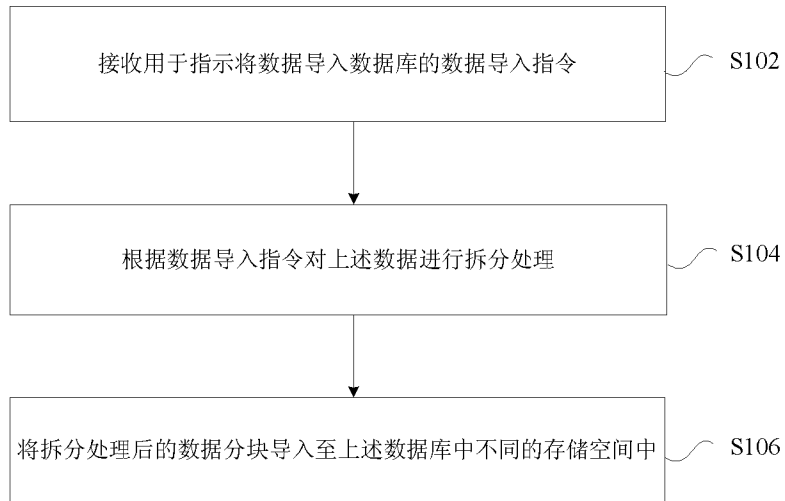 接收用于指示将数据导入数据库的数据导入指令
S102
根据数据导入指令对上述数据进行拆分处理
S104
将拆分处理后的数据分块导入至上述数据库中不同的存储空间中
S106